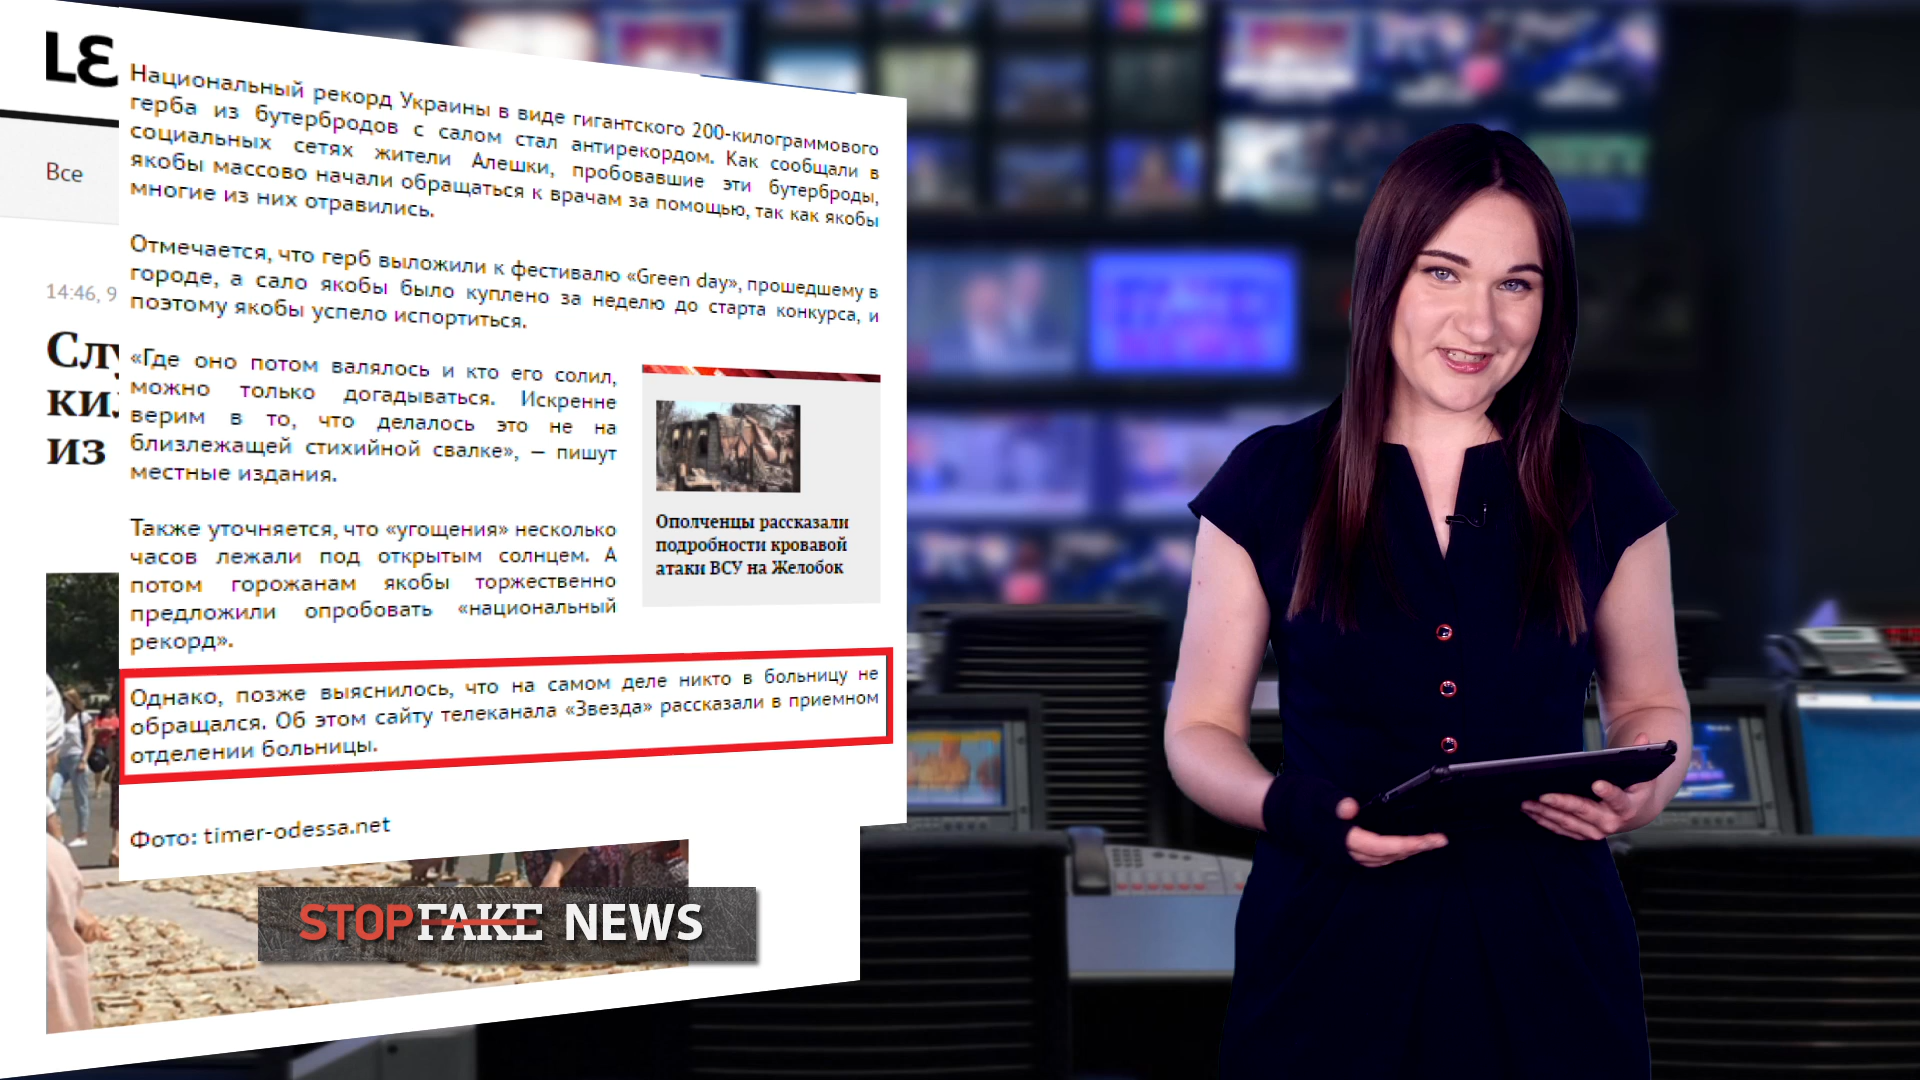 LE
Все
14:46, 9
Слу
кил
из
Национальный рекорд Украины в виде гигантского 200-килограммового
герба из бутербродов с салом стал антирекордом. Как сообщали в
социальных сетях жители Алешки, пробовавшие эти бутерброды,
якобы массово начали обращаться к врачам за помощью, так как якобы
многие из них отравились.
Отмечается, что герб выложили к фестивалю «Green day», прошедшему в
городе, а сало якобы было куплено за неделю до старта конкурса, и
поэтому якобы успело испортиться.
«Где оно потом валялось и кто его солил,
можно только догадываться. Искренне
верим в то, что делалось это не на
близлежащей стихийной свалке», — пишут
местные издания.
Ополченцы рассказали
подробности кровавой
атаки ВСУ на Желобок
Также уточняется, что «угощения» несколько
часов лежали под открытым солнцем. А
потом горожанам якобы торжественно
предложили опробовать «национальный
рекорд».
Однако, позже выяснилось, что на самом деле никто в больницу не
обращался. Об этом сайту телеканала «Звезда» рассказали в приемном
отделении больницы.
Фото: timer-odessa.net
STOPFAKE NEWS